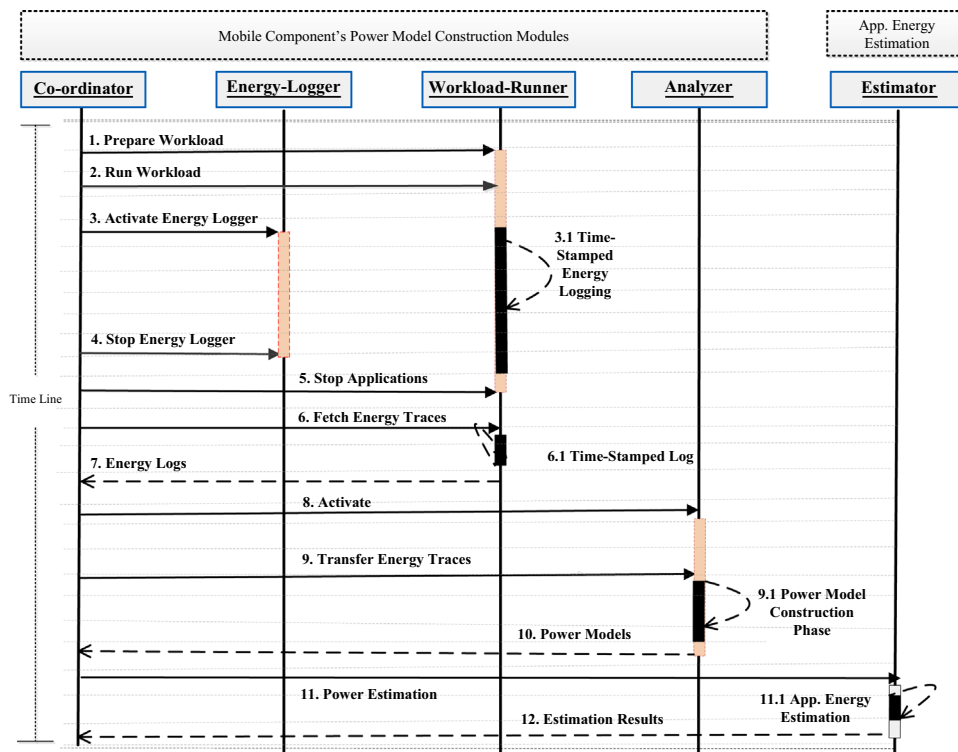 Mobile Component's Power Model Construction Modules
App. Energy
Estimation
Co-ordinator
Energy-Logger
Workload-Runner
Analyzer
Estimator
1. Prepare Workload
2. Run Workload
3. Activate Energy Logger
3.1 Time-
Stamped
Energy
Logging
4. Stop Energy Logger
5. Stop Applications
Time Line
6. Fetch Energy Traces
6.1 Time-Stamped Log
7. Energy Logs
8. Activate
9. Transfer Energy Traces
9.1 Power Model
Construction
Phase
10. Power Models
11. Power Estimation
11.1 App. Energy
Estimation
12. Estimation Results